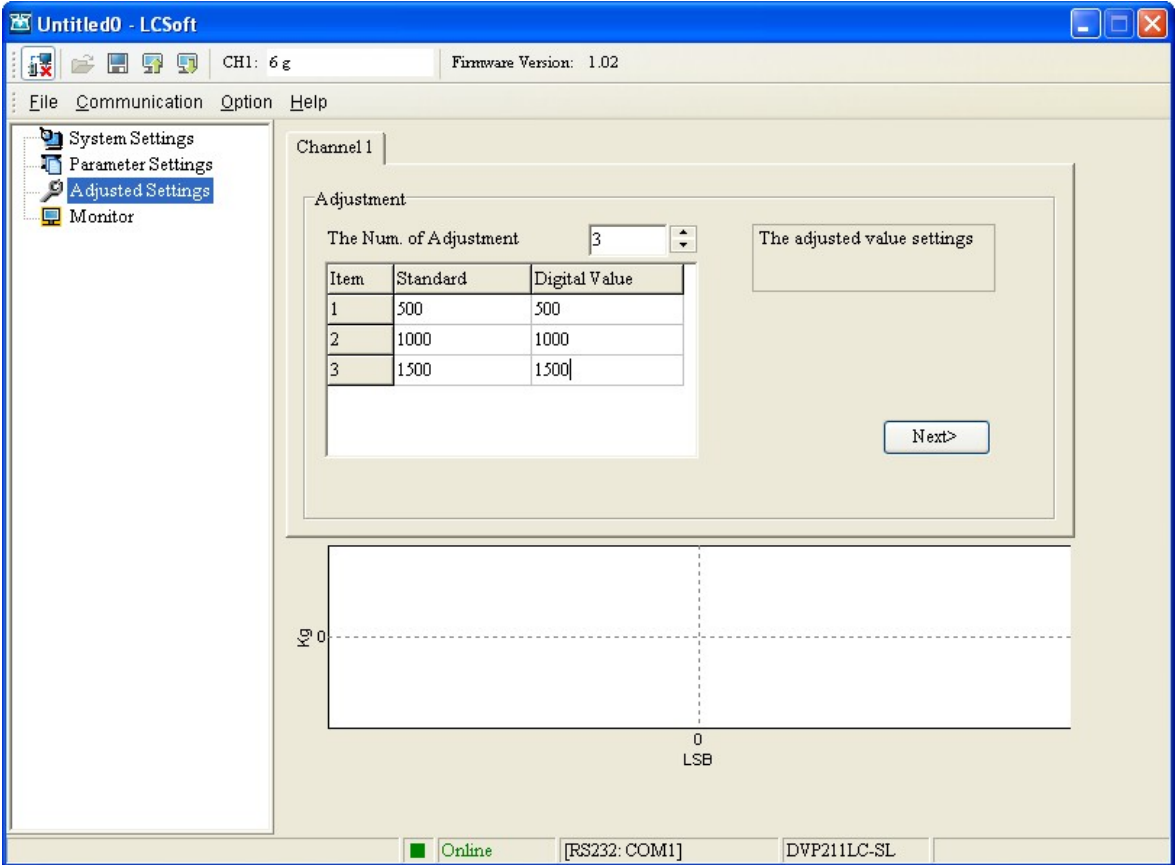 Untitled0 - LCSoft
CH1: 6 g Firmware Version: 1.02
File Communication Option Help
System Settings
Parameter Settings
Adjusted Settings
Monitor
Channel 1
Adjustment
The Num. of Adjustment 3
The adjusted value settings
Item Standard Digital Value
1 500 500
2 1000 1000
3 1500 1500
Next>
Kg 0
0
LSB
Online [RS232: COM1] DVP211LC-SL